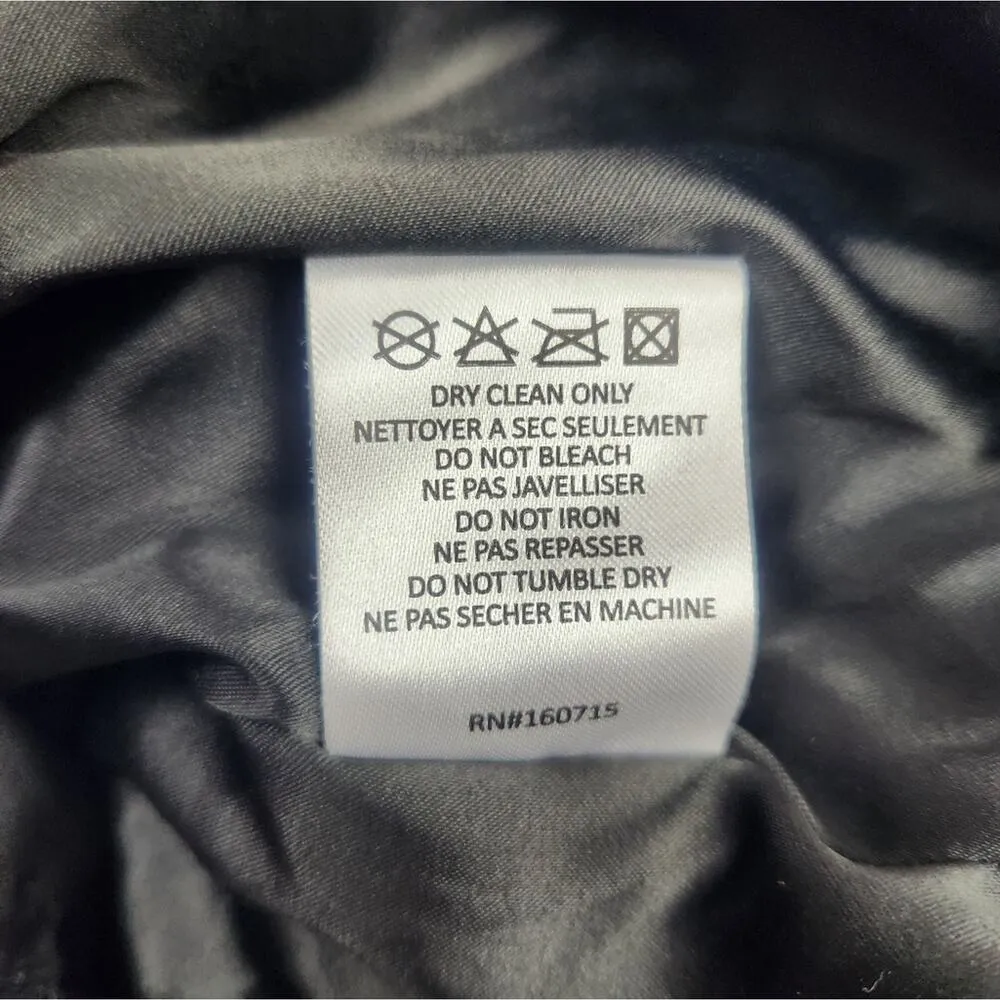 DRY CLEAN ONLY
NETTOYER A SEC SEULEMENT
DO NOT BLEACH
NE PAS JAVELLISER
DO NOT IRON
NE PAS REPASSER
DO NOT TUMBLE DRY
NE PAS SECHER EN MACHINE
RN#160715